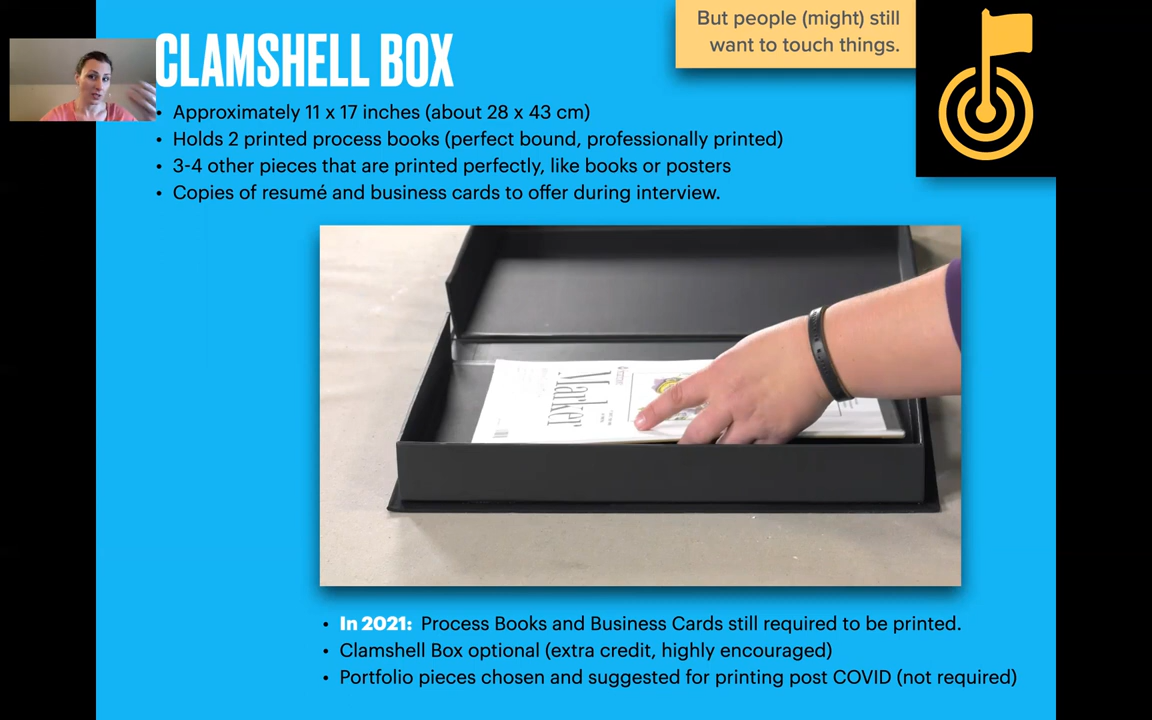 But people (might) still
want to touch things.
CLAMSHELL BOX
• Approximately 11 x 17 inches (about 28 x 43 cm)
• Holds 2 printed process books (perfect bound, professionally printed)
• 3-4 other pieces that are printed perfectly, like books or posters
• Copies of resumé and business cards to offer during interview.
Marker
• In 2021: Process Books and Business Cards still required to be printed.
• Clamshell Box optional (extra credit, highly encouraged)
• Portfolio pieces chosen and suggested for printing post COVID (not required)